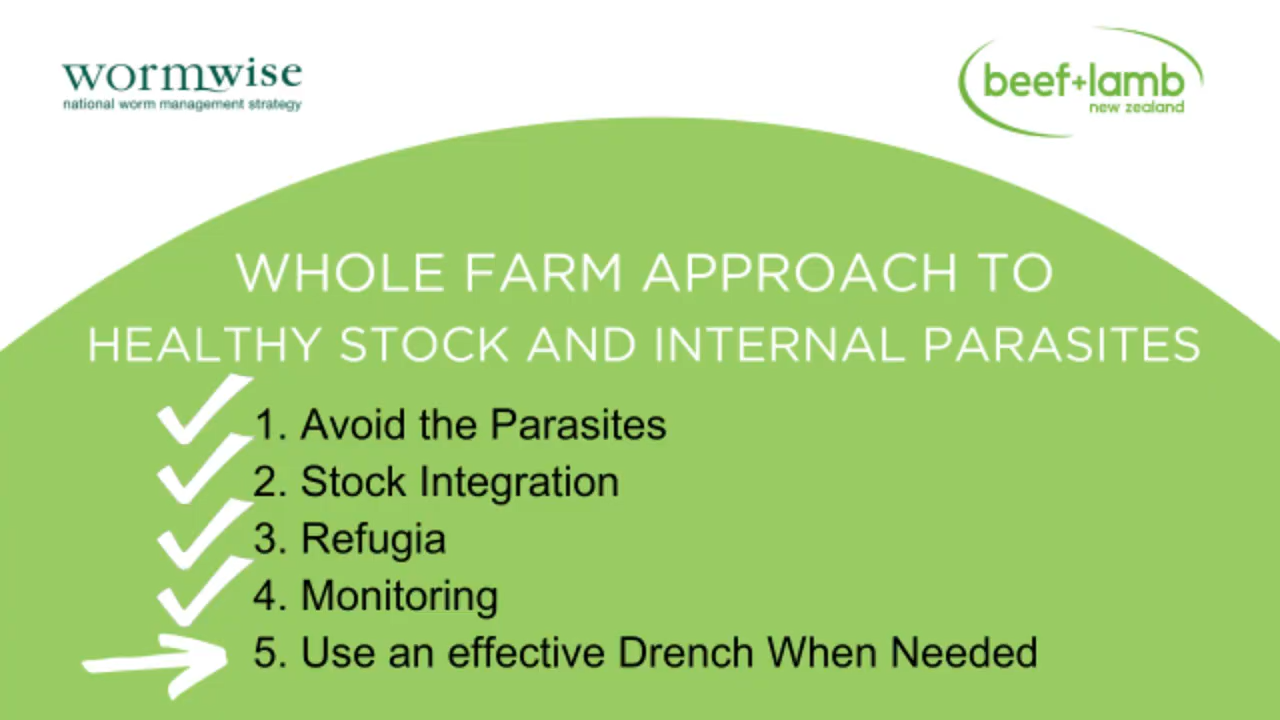 wormwise
national worm management strategy
beef+lamb
new zealand
WHOLE FARM APPROACH TO
HEALTHY STOCK AND INTERNAL PARASITES
1. Avoid the Parasites
2. Stock Integration
3. Refugia
4. Monitoring
5. Use an effective Drench When Needed